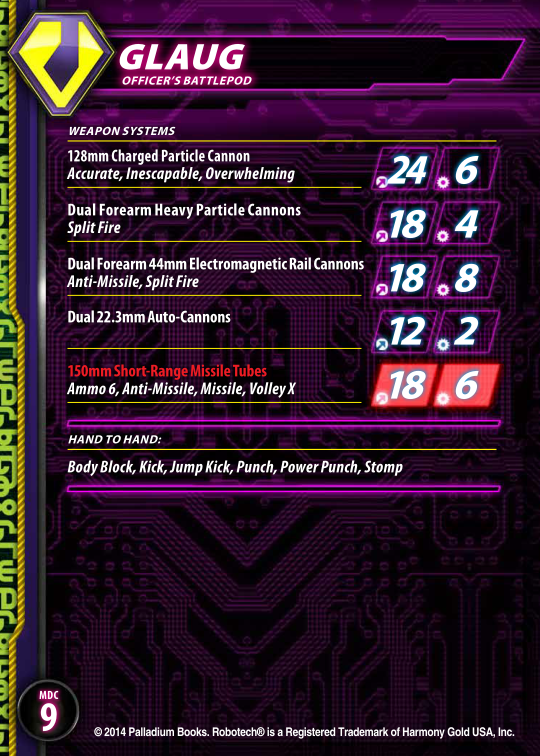 GLAUG
OFFICER'S BATTLEPOD
WEAPON SYSTEMS
128mm Charged Particle Cannon
Accurate, Inescapable, Overwhelming
24 6
Dual Forearm Heavy Particle Cannons
Split Fire
18 4
Dual Forearm 44mm Electromagnetic Rail Cannons
Anti-Missile, Split Fire
18 8
Dual 22.3mm Auto-Cannons
12 2
150mm Short-Range Missile Tubes
Ammo 6, Anti-Missile, Missile, Volley X
18 6
HAND TO HAND:
Body Block, Kick, Jump Kick, Punch, Power Punch, Stomp
MDC
9
© 2014 Palladium Books. Robotech® is a Registered Trademark of Harmony Gold USA, Inc.